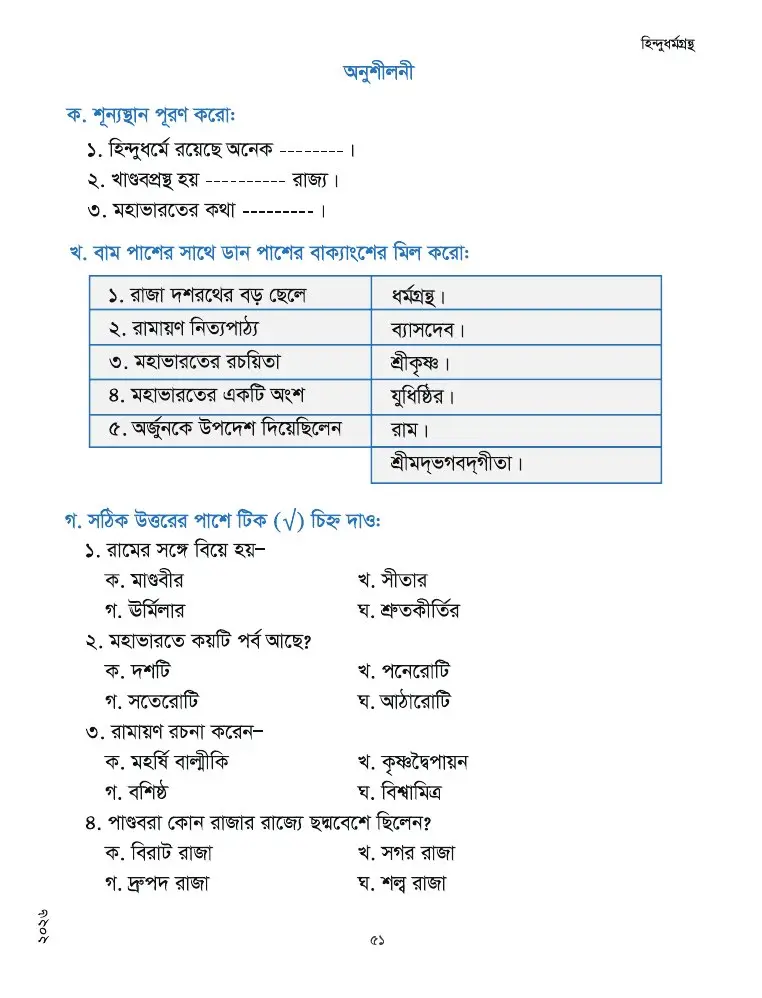 হিন্দুধর্মগ্রন্থ
অনুশীলনী
ক. শূন্যস্থান পূরণ করো:
১. হিন্দুধর্মে রয়েছে অনেক --------।
২. খাণ্ডবপ্রস্থ হয় ---------- রাজ্য।
৩. মহাভারতের কথা ---------।
খ. বাম পাশের সাথে ডান পাশের বাক্যাংশের মিল করো:
১. রাজা দশরথের বড় ছেলে ধর্মগ্রন্থ।
২. রামায়ণ নিত্যপাঠ্য ব্যাসদেব।
৩. মহাভারতের রচয়িতা শ্রীকৃষ্ণ।
৪. মহাভারতের একটি অংশ যুধিষ্ঠির।
৫. অর্জুনকে উপদেশ দিয়েছিলেন রাম।
শ্রীমদ্‌ভগবদ্‌গীতা।
গ. সঠিক উত্তরের পাশে টিক (√) চিহ্ন দাও:
১. রামের সঙ্গে বিয়ে হয়–
ক. মাণ্ডবীর খ. সীতার
গ. ঊর্মিলার ঘ. শ্রুতকীর্তির
২. মহাভারতে কয়টি পর্ব আছে?
ক. দশটি খ. পনেরোটি
গ. সতেরোটি ঘ. আঠারোটি
৩. রামায়ণ রচনা করেন–
ক. মহর্ষি বাল্মীকি খ. কৃষ্ণদ্বৈপায়ন
গ. বশিষ্ঠ ঘ. বিশ্বামিত্র
৪. পাণ্ডবরা কোন রাজার রাজ্যে ছদ্মবেশে ছিলেন?
ক. বিরাট রাজা খ. সগর রাজা
গ. দ্রুপদ রাজা ঘ. শল্ব রাজা
২০২৬
৫১